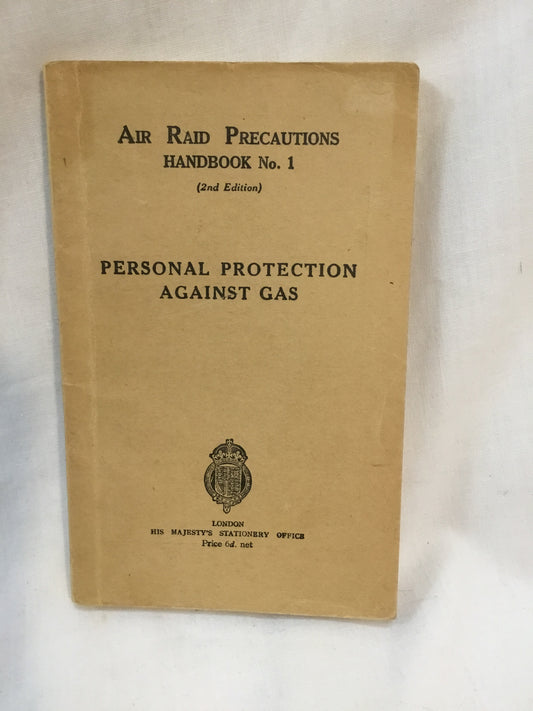 AIR RAID PRECAUTIONS
HANDBOOK No. 1
(2nd Edition)
PERSONAL PROTECTION
AGAINST GAS
LONDON
HIS MAJESTY'S STATIONERY OFFICE
Price 6d. net